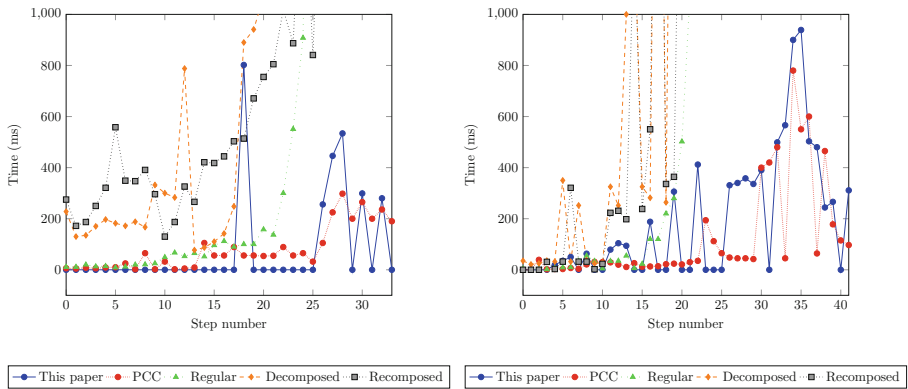 1,000
800
600
400
200
0
Time (ms)
0 5 10 15 20 25 30
Step number
This paper PCC Regular Decomposed Recomposed
1,000
800
600
400
200
0
Time (ms)
0 5 10 15 20 25 30 35 40
Step number
This paper PCC Regular Decomposed Recomposed